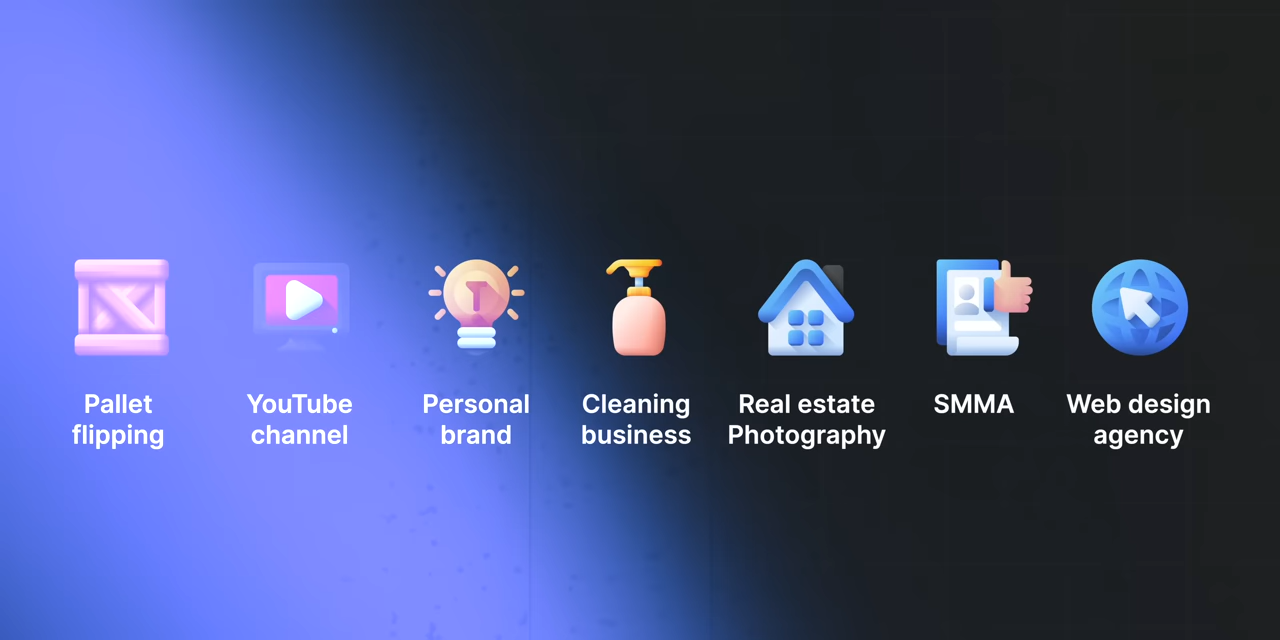 Pallet
flipping
YouTube
channel
Personal
brand
Cleaning
business
Real estate
Photography
SMMA
Web design
agency